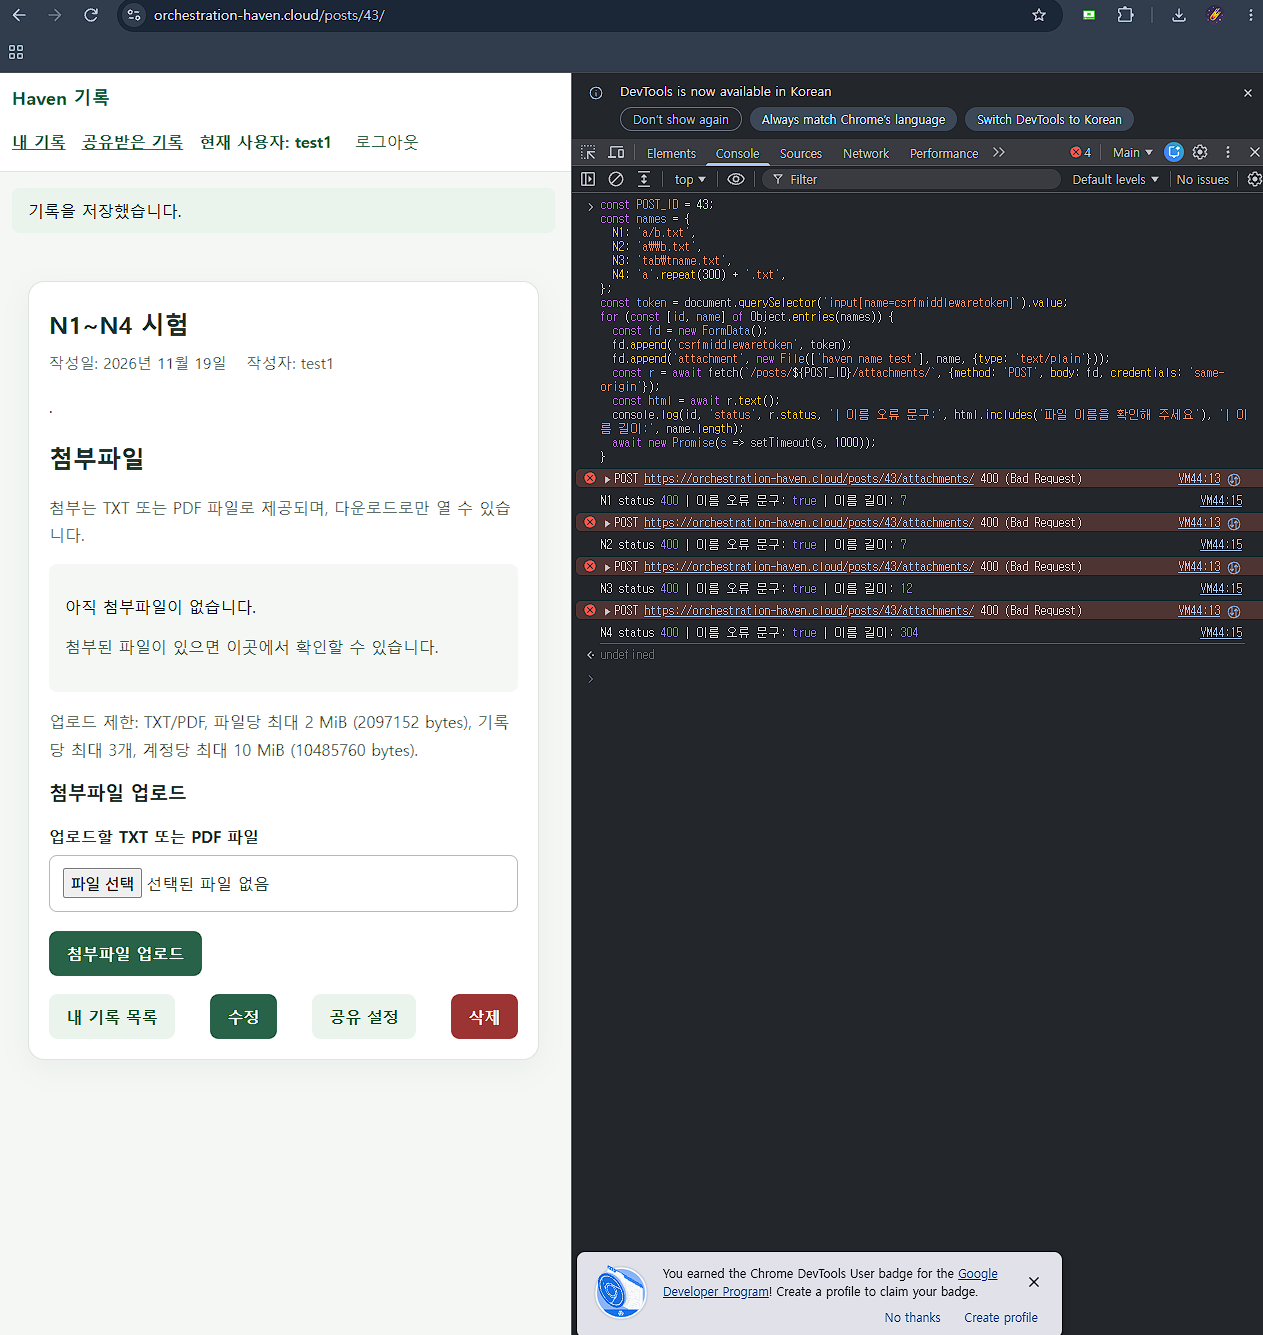 orchestration-haven.cloud/posts/43/
Haven 기록
내 기록 공유받은 기록 현재 사용자: test1 로그아웃
기록을 저장했습니다.
N1~N4 시험
작성일: 2026년 11월 19일 작성자: test1
.
첨부파일
첨부는 TXT 또는 PDF 파일로 제공되며, 다운로드로만 열 수 있습
니다.
아직 첨부파일이 없습니다.
첨부된 파일이 있으면 이곳에서 확인할 수 있습니다.
업로드 제한: TXT/PDF, 파일당 최대 2 MiB (2097152 bytes), 기록
당 최대 3개, 계정당 최대 10 MiB (10485760 bytes).
첨부파일 업로드
업로드할 TXT 또는 PDF 파일
파일 선택 선택된 파일 없음
첨부파일 업로드
내 기록 목록 수정 공유 설정 삭제
DevTools is now available in Korean
Don't show again Always match Chrome's language Switch DevTools to Korean
Elements Console Sources Network Performance 4 Main
top Filter Default levels No issues
const POST_ID = 43;
const names = {
N1: 'a/b.txt',
N2: 'a₩₩b.txt',
N3: 'tab₩tname.txt',
N4: 'a'.repeat(300) + '.txt',
};
const token = document.querySelector('input[name=csrfmiddlewaretoken]').value;
for (const [id, name] of Object.entries(names)) {
const fd = new FormData();
fd.append('csrfmiddlewaretoken', token);
fd.append('attachment', new File(['haven name test'], name, {type: 'text/plain'}));
const r = await fetch(`/posts/${POST_ID}/attachments/`, {method: 'POST', body: fd, credentials: 'same-
origin'});
const html = await r.text();
console.log(id, 'status', r.status, '| 이름 오류 문구:', html.includes('파일 이름을 확인해 주세요'), '| 이
름 길이:', name.length);
await new Promise(s => setTimeout(s, 1000));
}
POST https://orchestration-haven.cloud/posts/43/attachments/ 400 (Bad Request) VM44:13
N1 status 400 | 이름 오류 문구: true | 이름 길이: 7 VM44:15
POST https://orchestration-haven.cloud/posts/43/attachments/ 400 (Bad Request) VM44:13
N2 status 400 | 이름 오류 문구: true | 이름 길이: 7 VM44:15
POST https://orchestration-haven.cloud/posts/43/attachments/ 400 (Bad Request) VM44:13
N3 status 400 | 이름 오류 문구: true | 이름 길이: 12 VM44:15
POST https://orchestration-haven.cloud/posts/43/attachments/ 400 (Bad Request) VM44:13
N4 status 400 | 이름 오류 문구: true | 이름 길이: 304 VM44:15
undefined
You earned the Chrome DevTools User badge for the Google
Developer Program! Create a profile to claim your badge.
No thanks Create profile